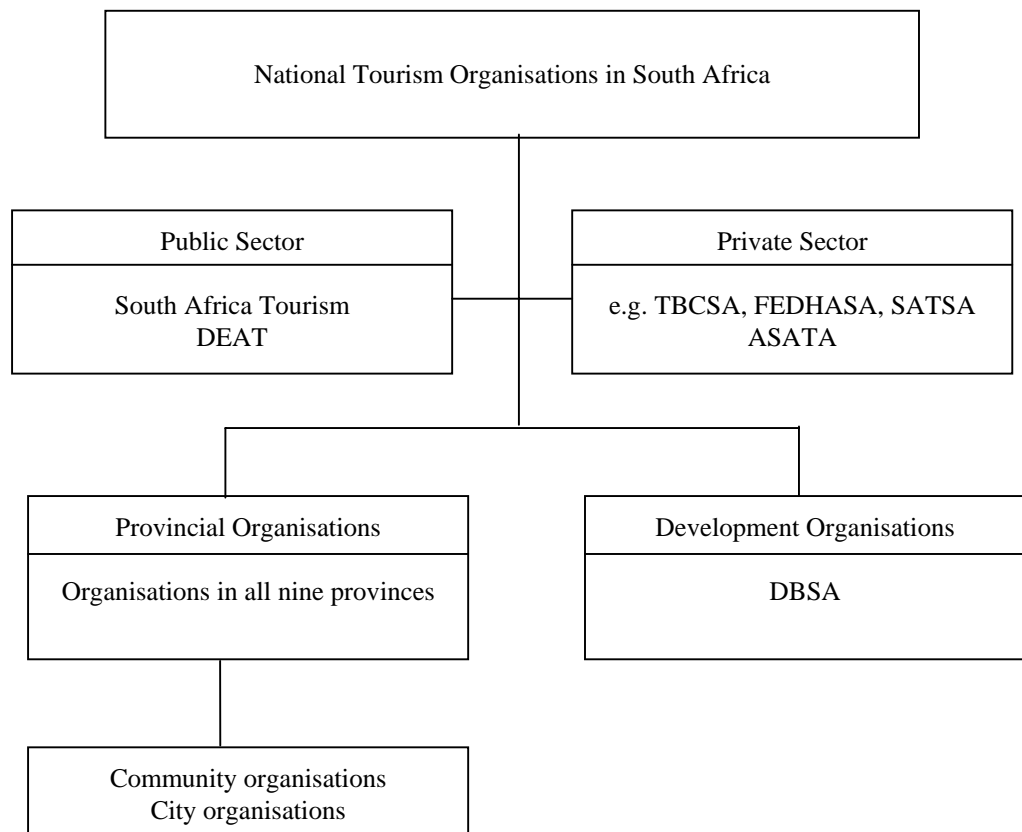 National Tourism Organisations in South Africa
Public Sector
South Africa Tourism
DEAT
Private Sector
e.g. TBCSA, FEDHASA, SATSA
ASATA
Provincial Organisations
Organisations in all nine provinces
Development Organisations
DBSA
Community organisations
City organisations